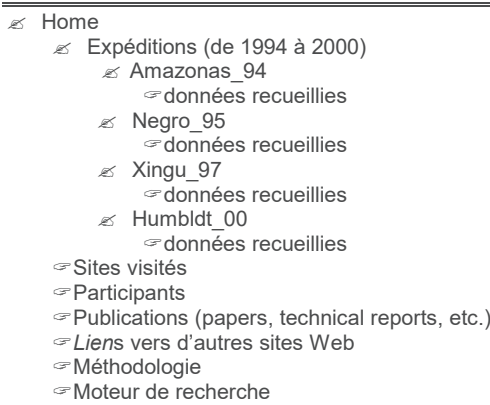 Home
Expéditions (de 1994 à 2000)
Amazonas_94
données recueillies
Negro_95
données recueillies
Xingu_97
données recueillies
Humbldt_00
données recueillies
Sites visités
Participants
Publications (papers, technical reports, etc.)
Liens vers d'autres sites Web
Méthodologie
Moteur de recherche